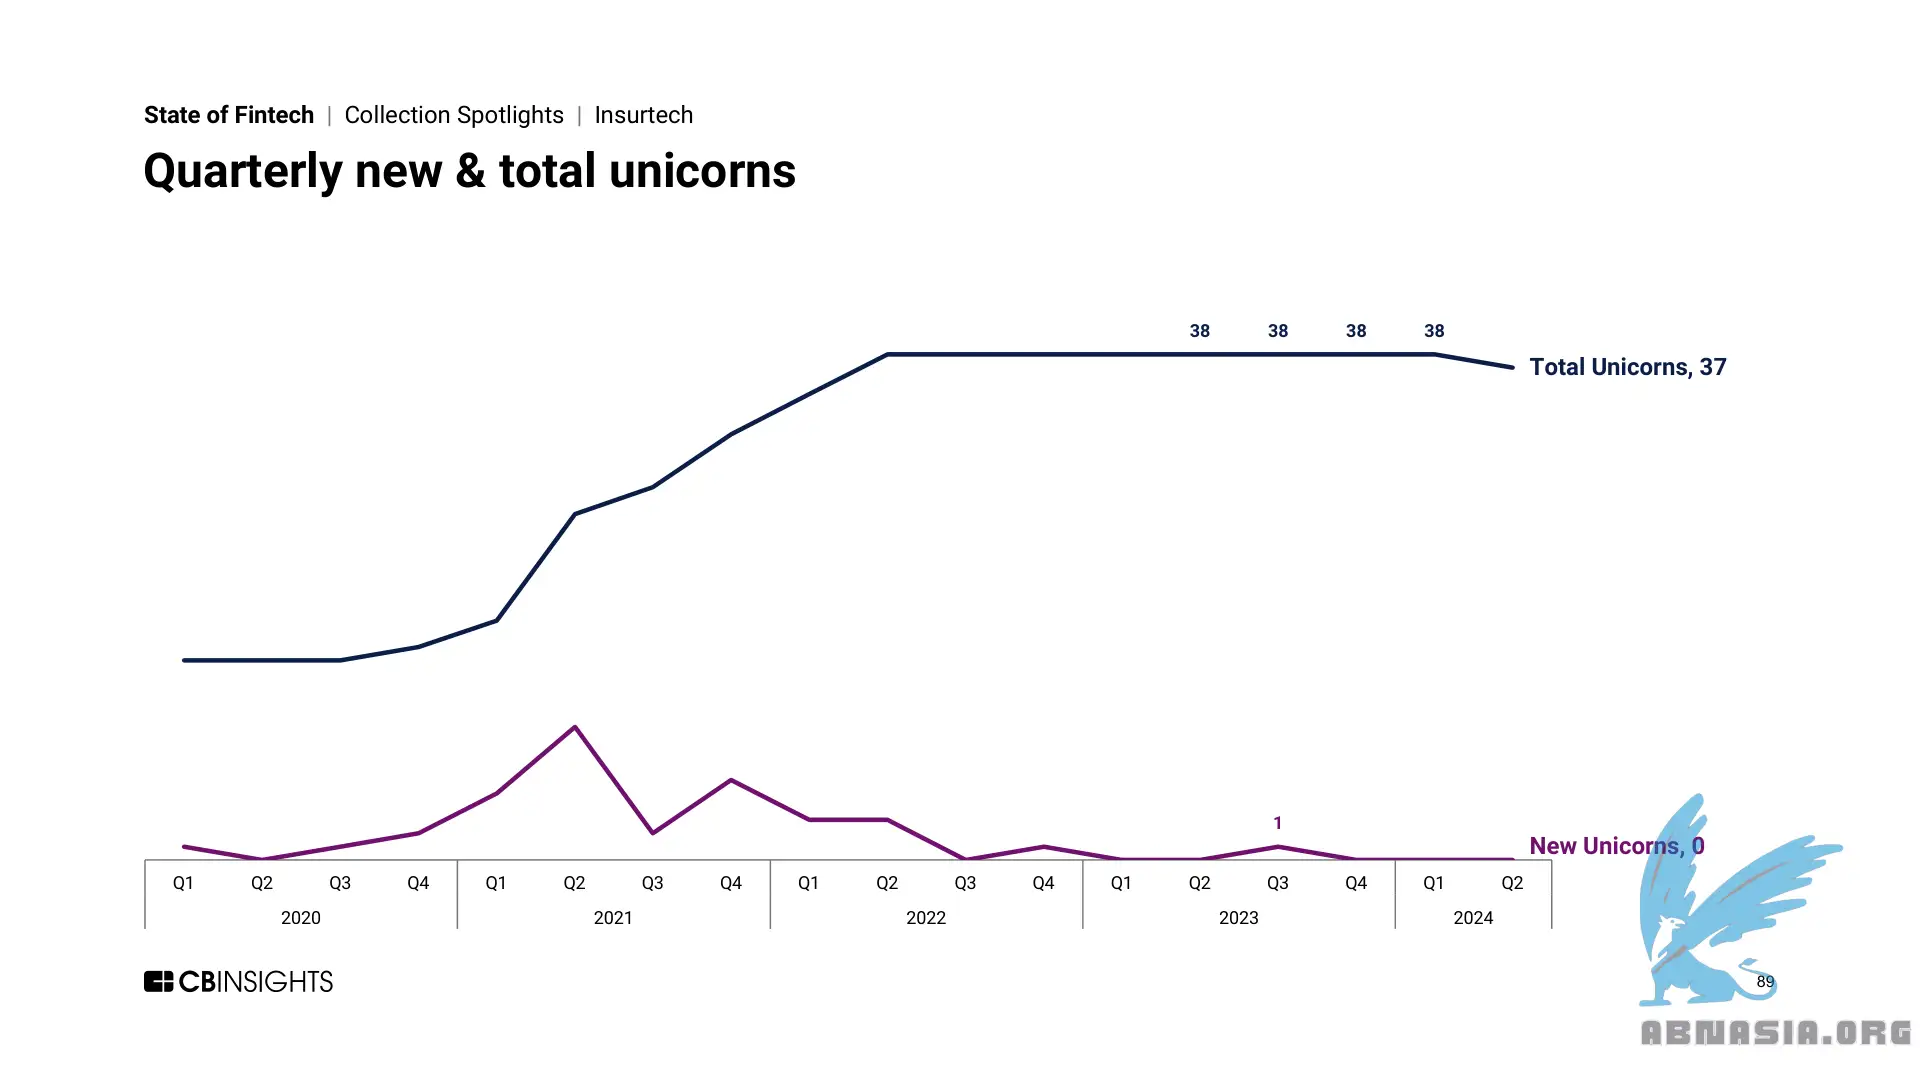 State of Fintech | Collection Spotlights | Insurtech
Quarterly new & total unicorns
38 38 38 38
Total Unicorns, 37
1
New Unicorns, 0
Q1 Q2 Q3 Q4 Q1 Q2 Q3 Q4 Q1 Q2 Q3 Q4 Q1 Q2 Q3 Q4 Q1 Q2
2020 2021 2022 2023 2024
CBINSIGHTS
89
ABNASIA.ORG